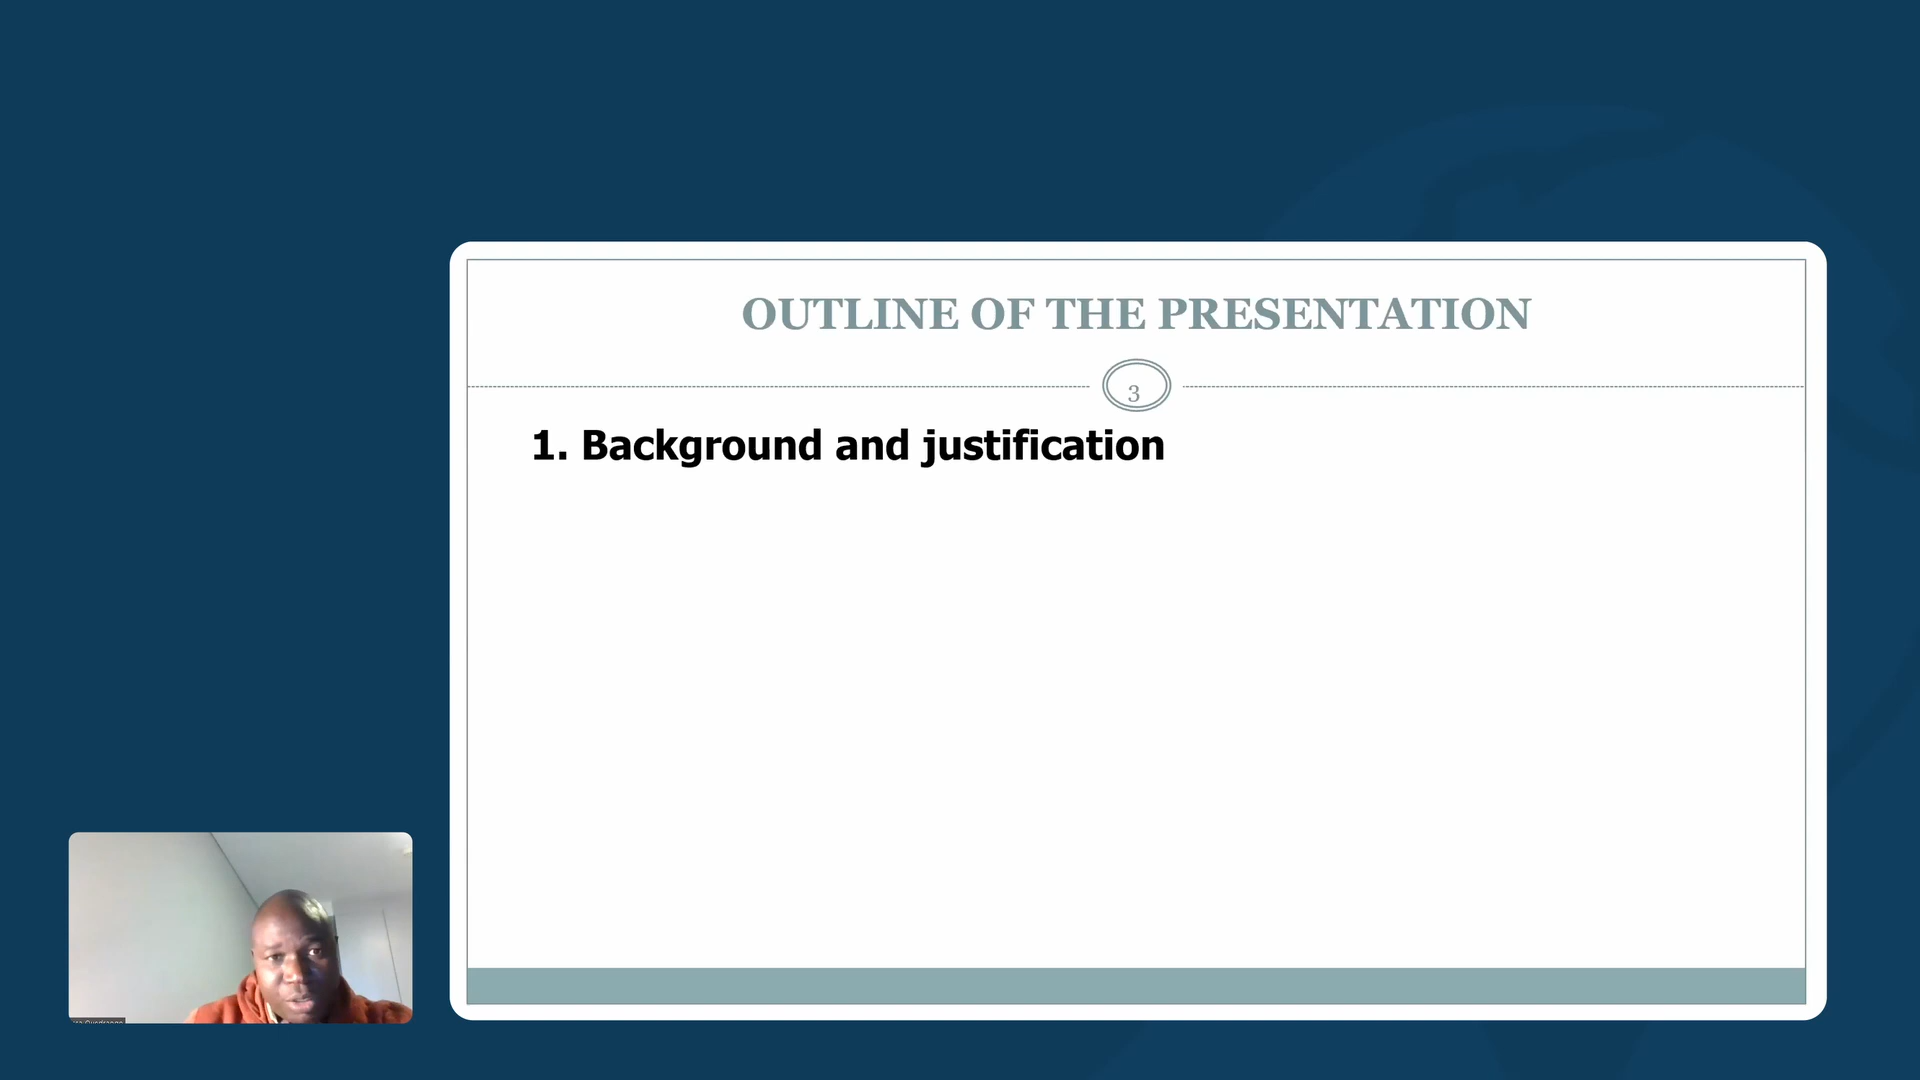 OUTLINE OF THE PRESENTATION
3
1. Background and justification